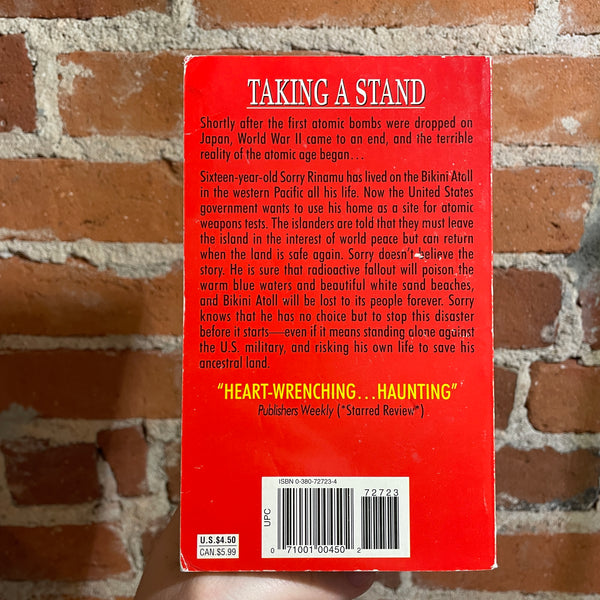 TAKING A STAND
Shortly after the first atomic bombs were dropped on
Japan, World War II came to an end, and the terrible
reality of the atomic age began...
Sixteen-year-old Sorry Rinamu has lived on the Bikini Atoll
in the western Pacific all his life. Now the United States
government wants to use his home as a site for atomic
weapons tests. The islanders are told that they must leave
the island in the interest of world peace but can return
when the land is safe again. Sorry doesn't believe the
story. He is sure that radioactive fallout will poison the
warm blue waters and beautiful white sand beaches,
and Bikini Atoll will be lost to its people forever. Sorry
knows that he has no choice but to stop this disaster
before it starts—even if it means standing alone against
the U.S. military, and risking his own life to save his
ancestral land.
"HEART-WRENCHING...HAUNTING"
Publishers Weekly (*Starred Review*)
ISBN 0-380-72723-4
72723
UPC
0 71001 00450 2
U.S.$4.50
CAN.$5.99